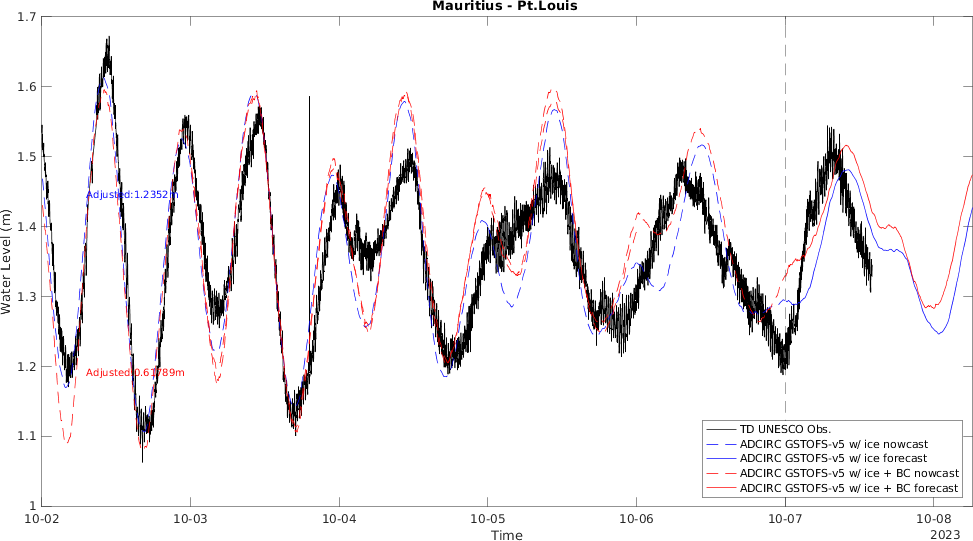 Mauritius - Pt.Louis
1.7
1.6
1.5
1.4
1.3
1.2
1.1
1
Water Level (m)
Adjusted:1.2352m
Adjusted:0.61789m
TD UNESCO Obs.
ADCIRC GSTOFS-v5 w/ ice nowcast
ADCIRC GSTOFS-v5 w/ ice forecast
ADCIRC GSTOFS-v5 w/ ice + BC nowcast
ADCIRC GSTOFS-v5 w/ ice + BC forecast
10-02 10-03 10-04 10-05 10-06 10-07 10-08
Time
2023